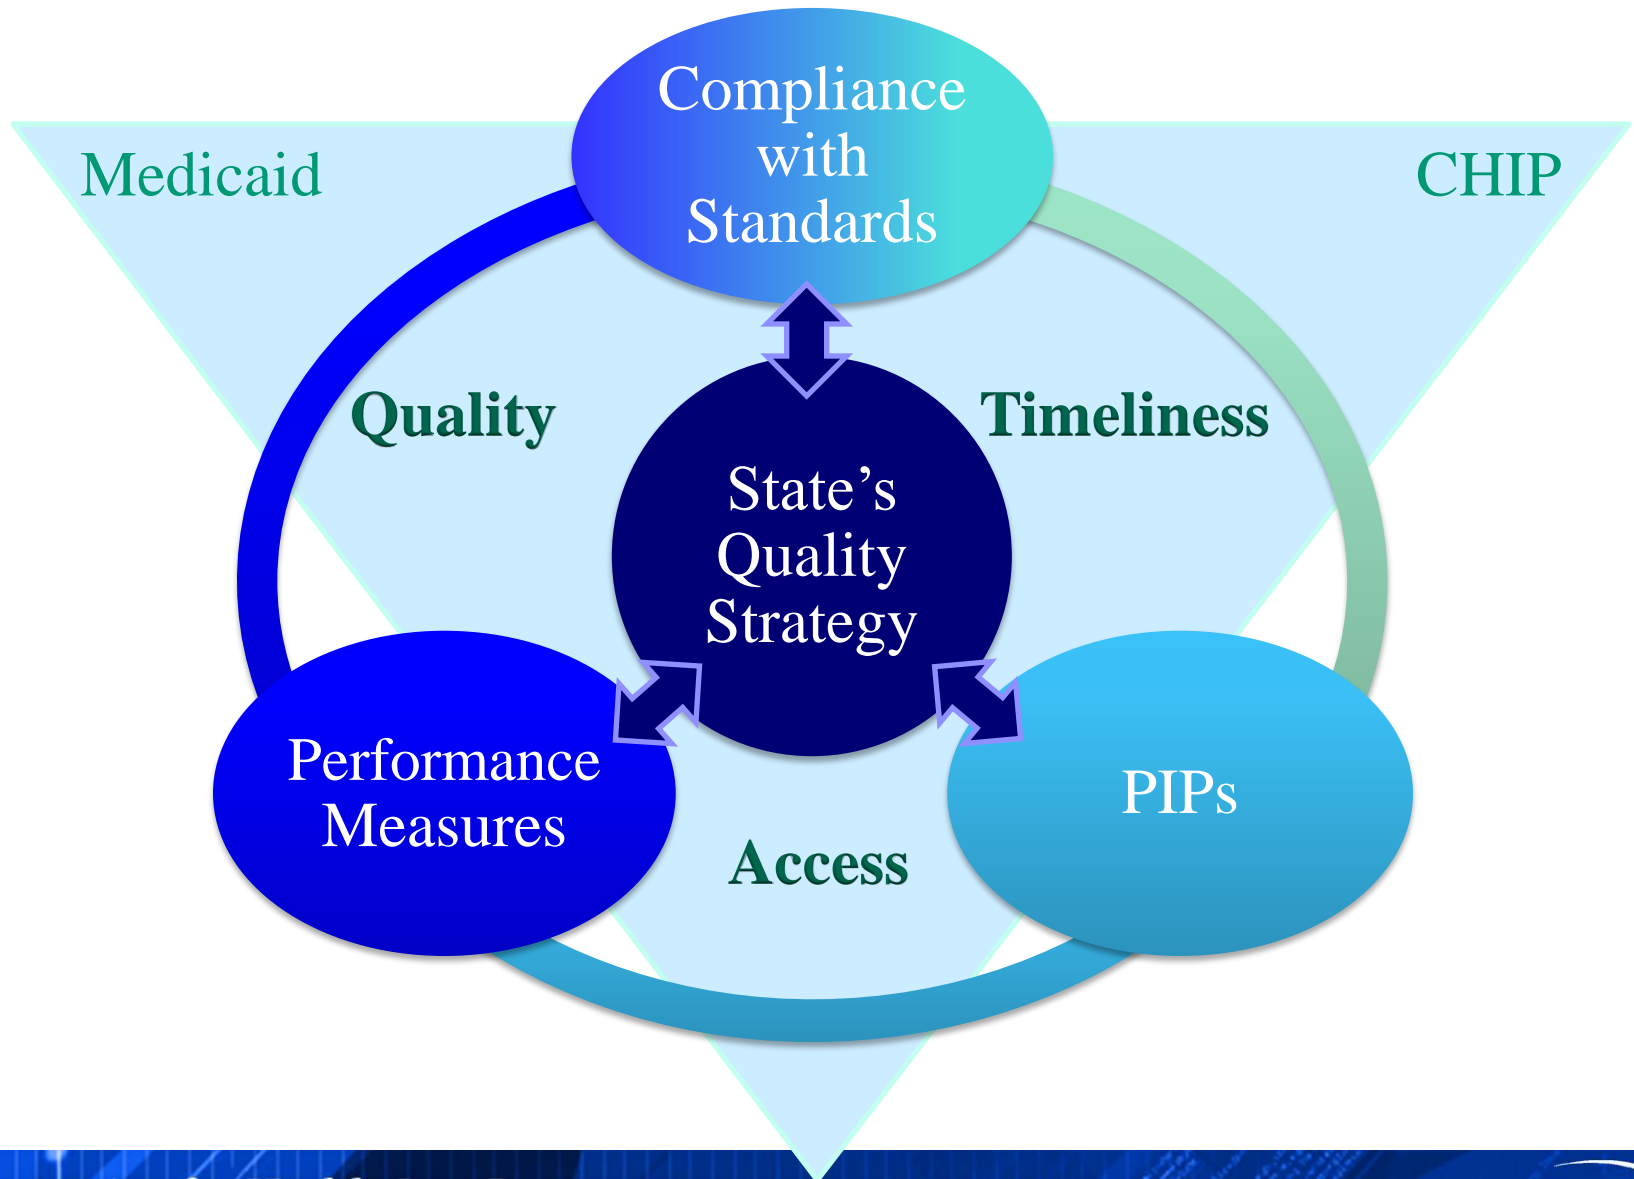 Compliance
with
Standards
Medicaid
CHIP
Quality
Timeliness
State’s
Quality
Strategy
Performance
Measures
PIPs
Access